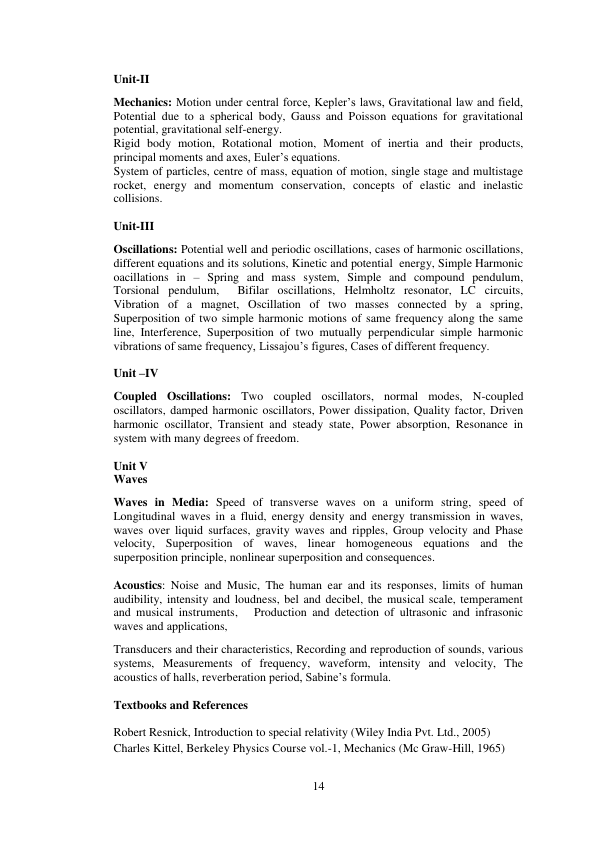 Unit-II
Mechanics: Motion under central force, Kepler’s laws, Gravitational law and field,
Potential due to a spherical body, Gauss and Poisson equations for gravitational
potential, gravitational self-energy.
Rigid body motion, Rotational motion, Moment of inertia and their products,
principal moments and axes, Euler’s equations.
System of particles, centre of mass, equation of motion, single stage and multistage
rocket, energy and momentum conservation, concepts of elastic and inelastic
collisions.
Unit-III
Oscillations: Potential well and periodic oscillations, cases of harmonic oscillations,
different equations and its solutions, Kinetic and potential energy, Simple Harmonic
oacillations in – Spring and mass system, Simple and compound pendulum,
Torsional pendulum, Bifilar oscillations, Helmholtz resonator, LC circuits,
Vibration of a magnet, Oscillation of two masses connected by a spring,
Superposition of two simple harmonic motions of same frequency along the same
line, Interference, Superposition of two mutually perpendicular simple harmonic
vibrations of same frequency, Lissajou’s figures, Cases of different frequency.
Unit –IV
Coupled Oscillations: Two coupled oscillators, normal modes, N-coupled
oscillators, damped harmonic oscillators, Power dissipation, Quality factor, Driven
harmonic oscillator, Transient and steady state, Power absorption, Resonance in
system with many degrees of freedom.
Unit V
Waves
Waves in Media: Speed of transverse waves on a uniform string, speed of
Longitudinal waves in a fluid, energy density and energy transmission in waves,
waves over liquid surfaces, gravity waves and ripples, Group velocity and Phase
velocity, Superposition of waves, linear homogeneous equations and the
superposition principle, nonlinear superposition and consequences.
Acoustics: Noise and Music, The human ear and its responses, limits of human
audibility, intensity and loudness, bel and decibel, the musical scale, temperament
and musical instruments, Production and detection of ultrasonic and infrasonic
waves and applications,
Transducers and their characteristics, Recording and reproduction of sounds, various
systems, Measurements of frequency, waveform, intensity and velocity, The
acoustics of halls, reverberation period, Sabine’s formula.
Textbooks and References
Robert Resnick, Introduction to special relativity (Wiley India Pvt. Ltd., 2005)
Charles Kittel, Berkeley Physics Course vol.-1, Mechanics (Mc Graw-Hill, 1965)
14